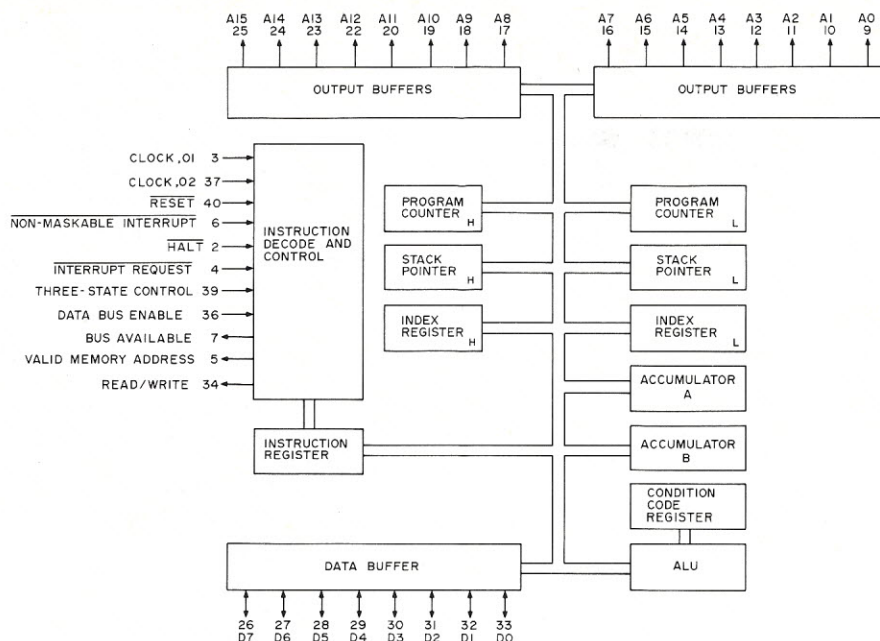 A15 A14 A13 A12 A11 A10 A9 A8
25 24 23 22 20 19 18 17
A7 A6 A5 A4 A3 A2 A1 A0
16 15 14 13 12 11 10 9
OUTPUT BUFFERS
OUTPUT BUFFERS
CLOCK,01 3
CLOCK,02 37
RESET 40
NON-MASKABLE INTERRUPT 6
HALT 2
INTERRUPT REQUEST 4
THREE-STATE CONTROL 39
DATA BUS ENABLE 36
BUS AVAILABLE 7
VALID MEMORY ADDRESS 5
READ/WRITE 34
INSTRUCTION
DECODE AND
CONTROL
PROGRAM
COUNTER
H
PROGRAM
COUNTER
L
STACK
POINTER
H
STACK
POINTER
L
INDEX
REGISTER
H
INDEX
REGISTER
L
ACCUMULATOR
A
INSTRUCTION
REGISTER
ACCUMULATOR
B
CONDITION
CODE
REGISTER
DATA BUFFER
ALU
26 27 28 29 30 31 32 33
D7 D6 D5 D4 D3 D2 D1 D0